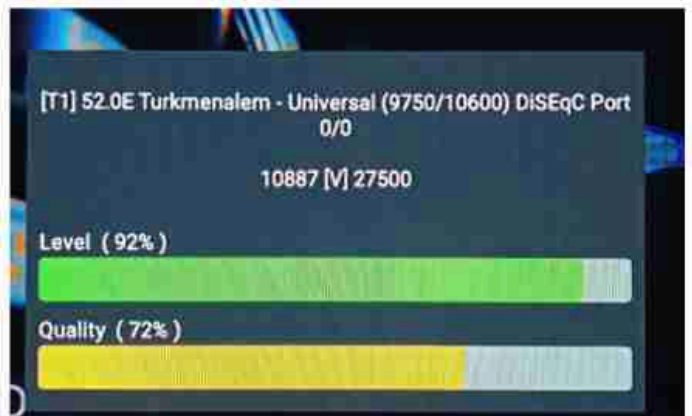 [T1] 52.0E Turkmenalem - Universal (9750/10600) DiSEqC Port
0/0
10887 [V] 27500
Level ( 92% )
Quality ( 72% )